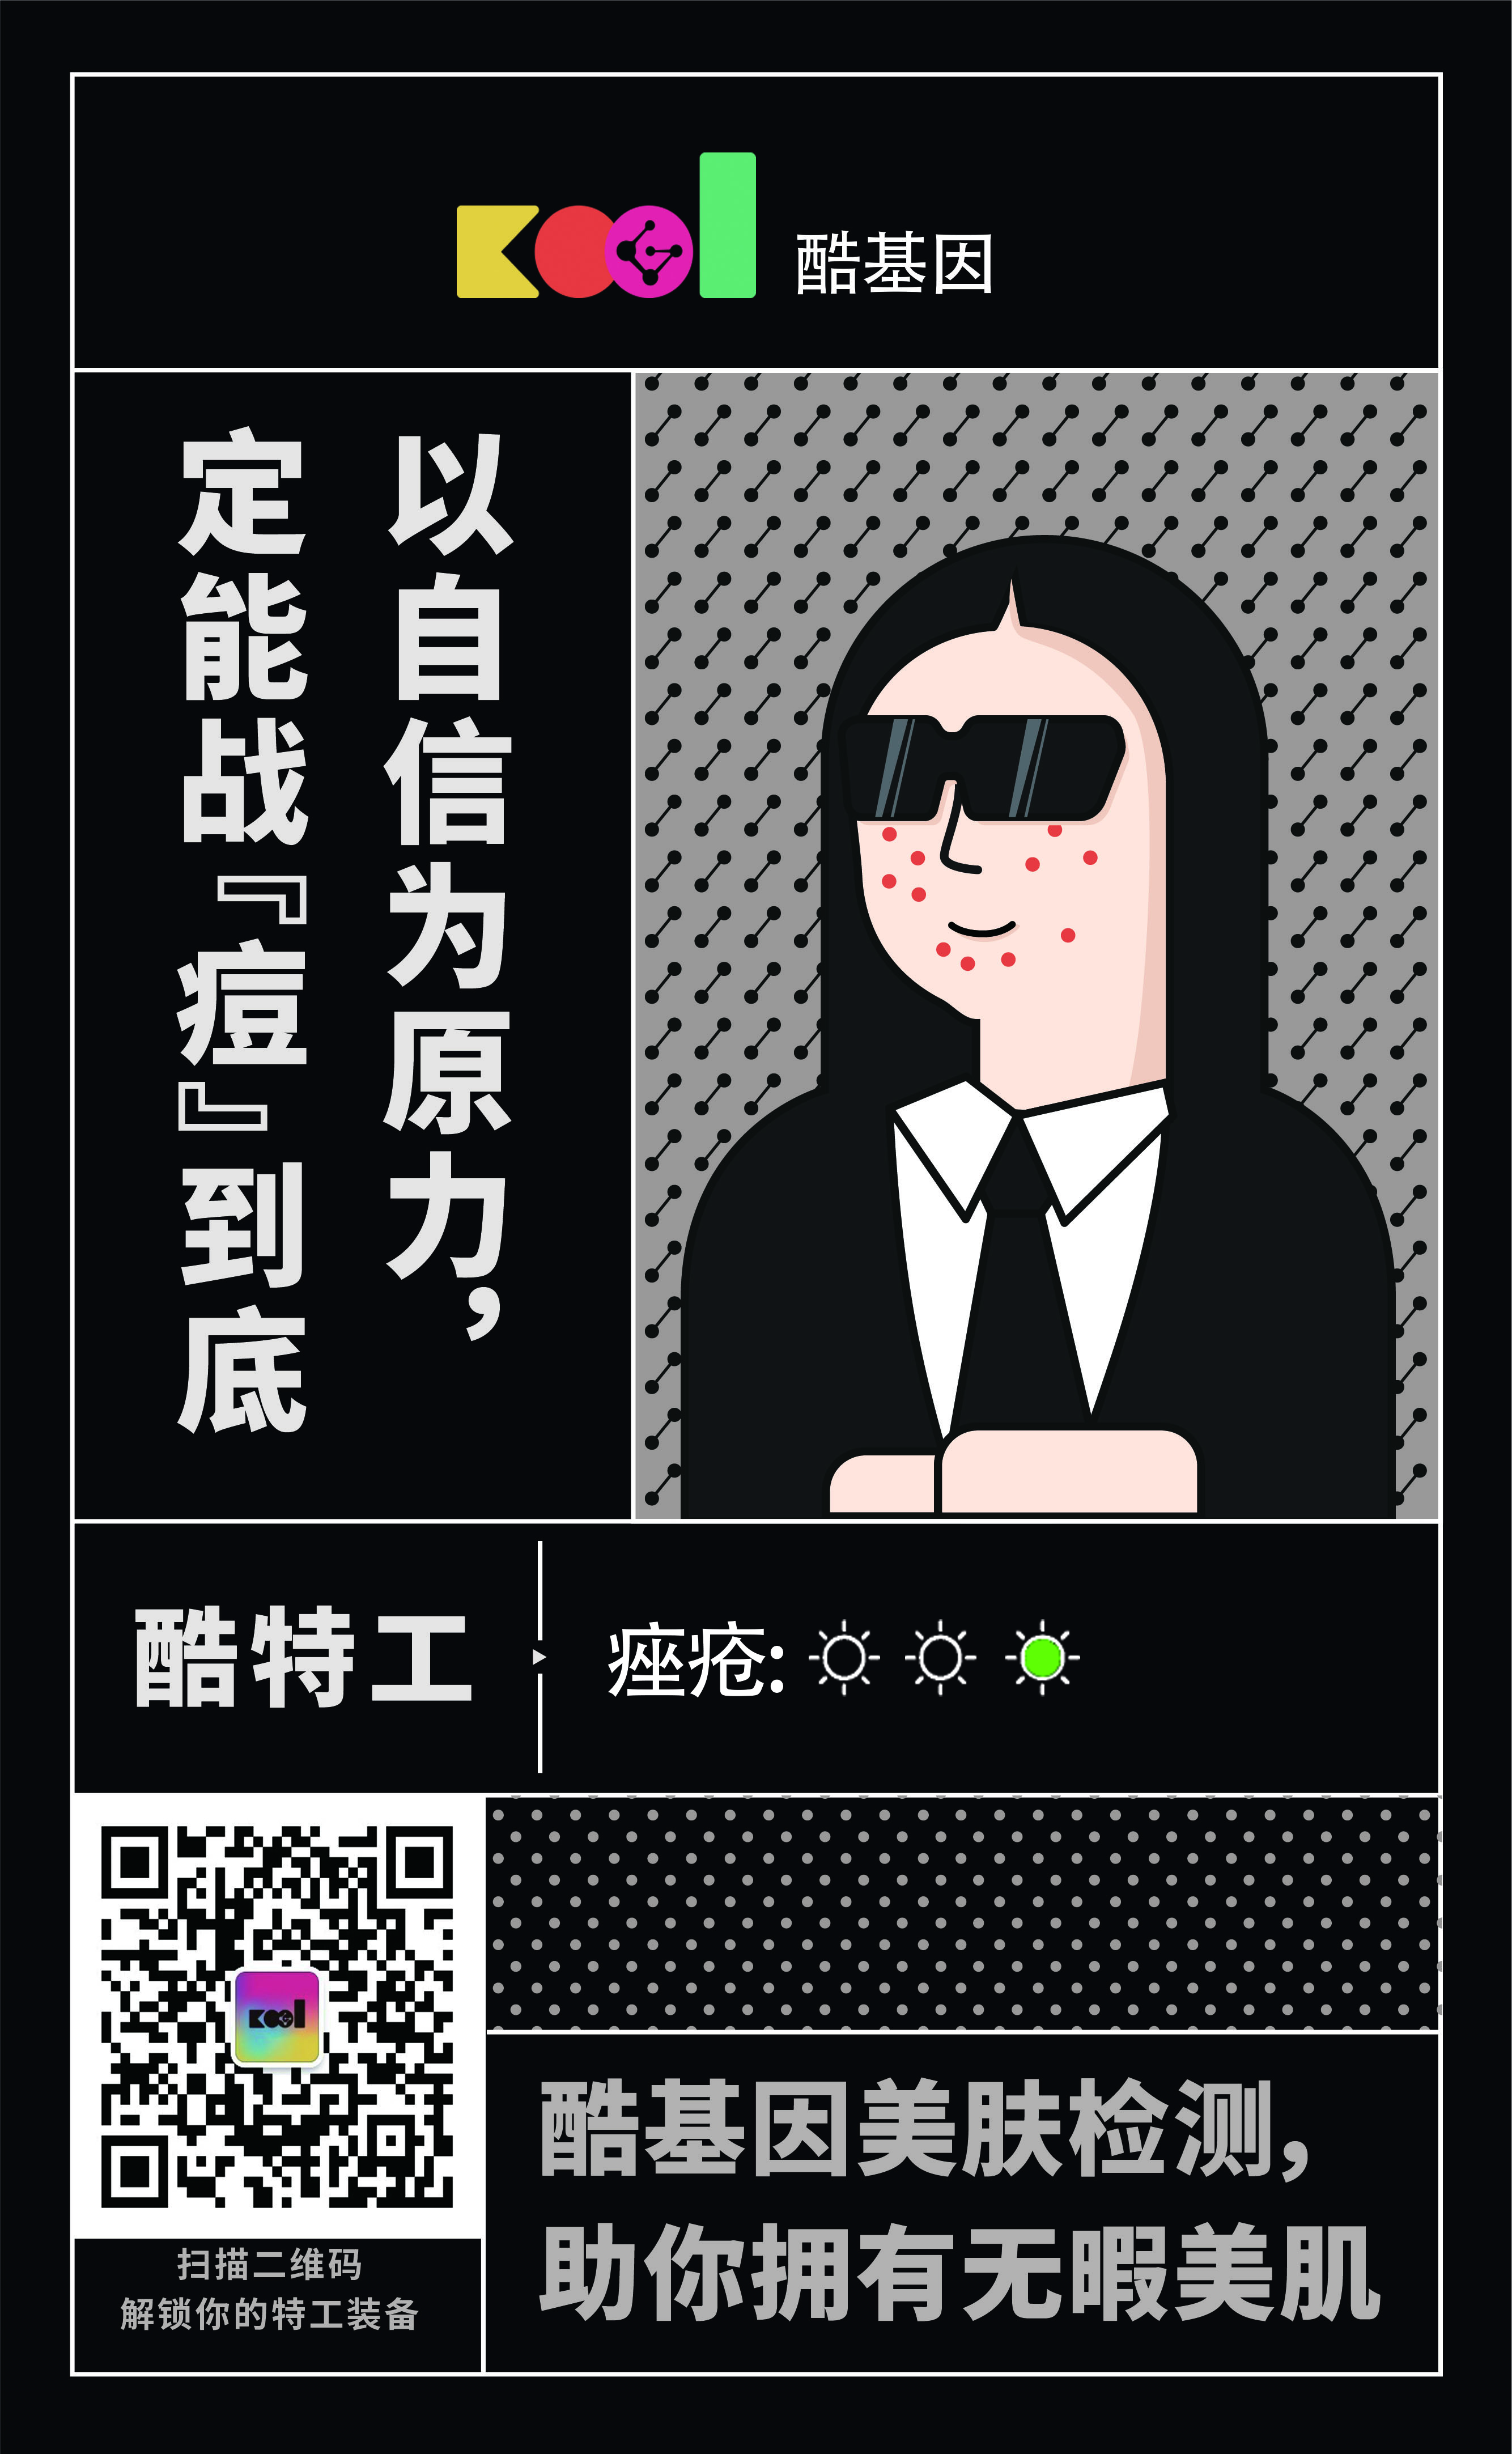 kool 酷基因
以自信为原力，
定能战『痘』到底
酷特工
痤疮:
kool
扫描二维码
解锁你的特工装备
酷基因美肤检测，
助你拥有无暇美肌